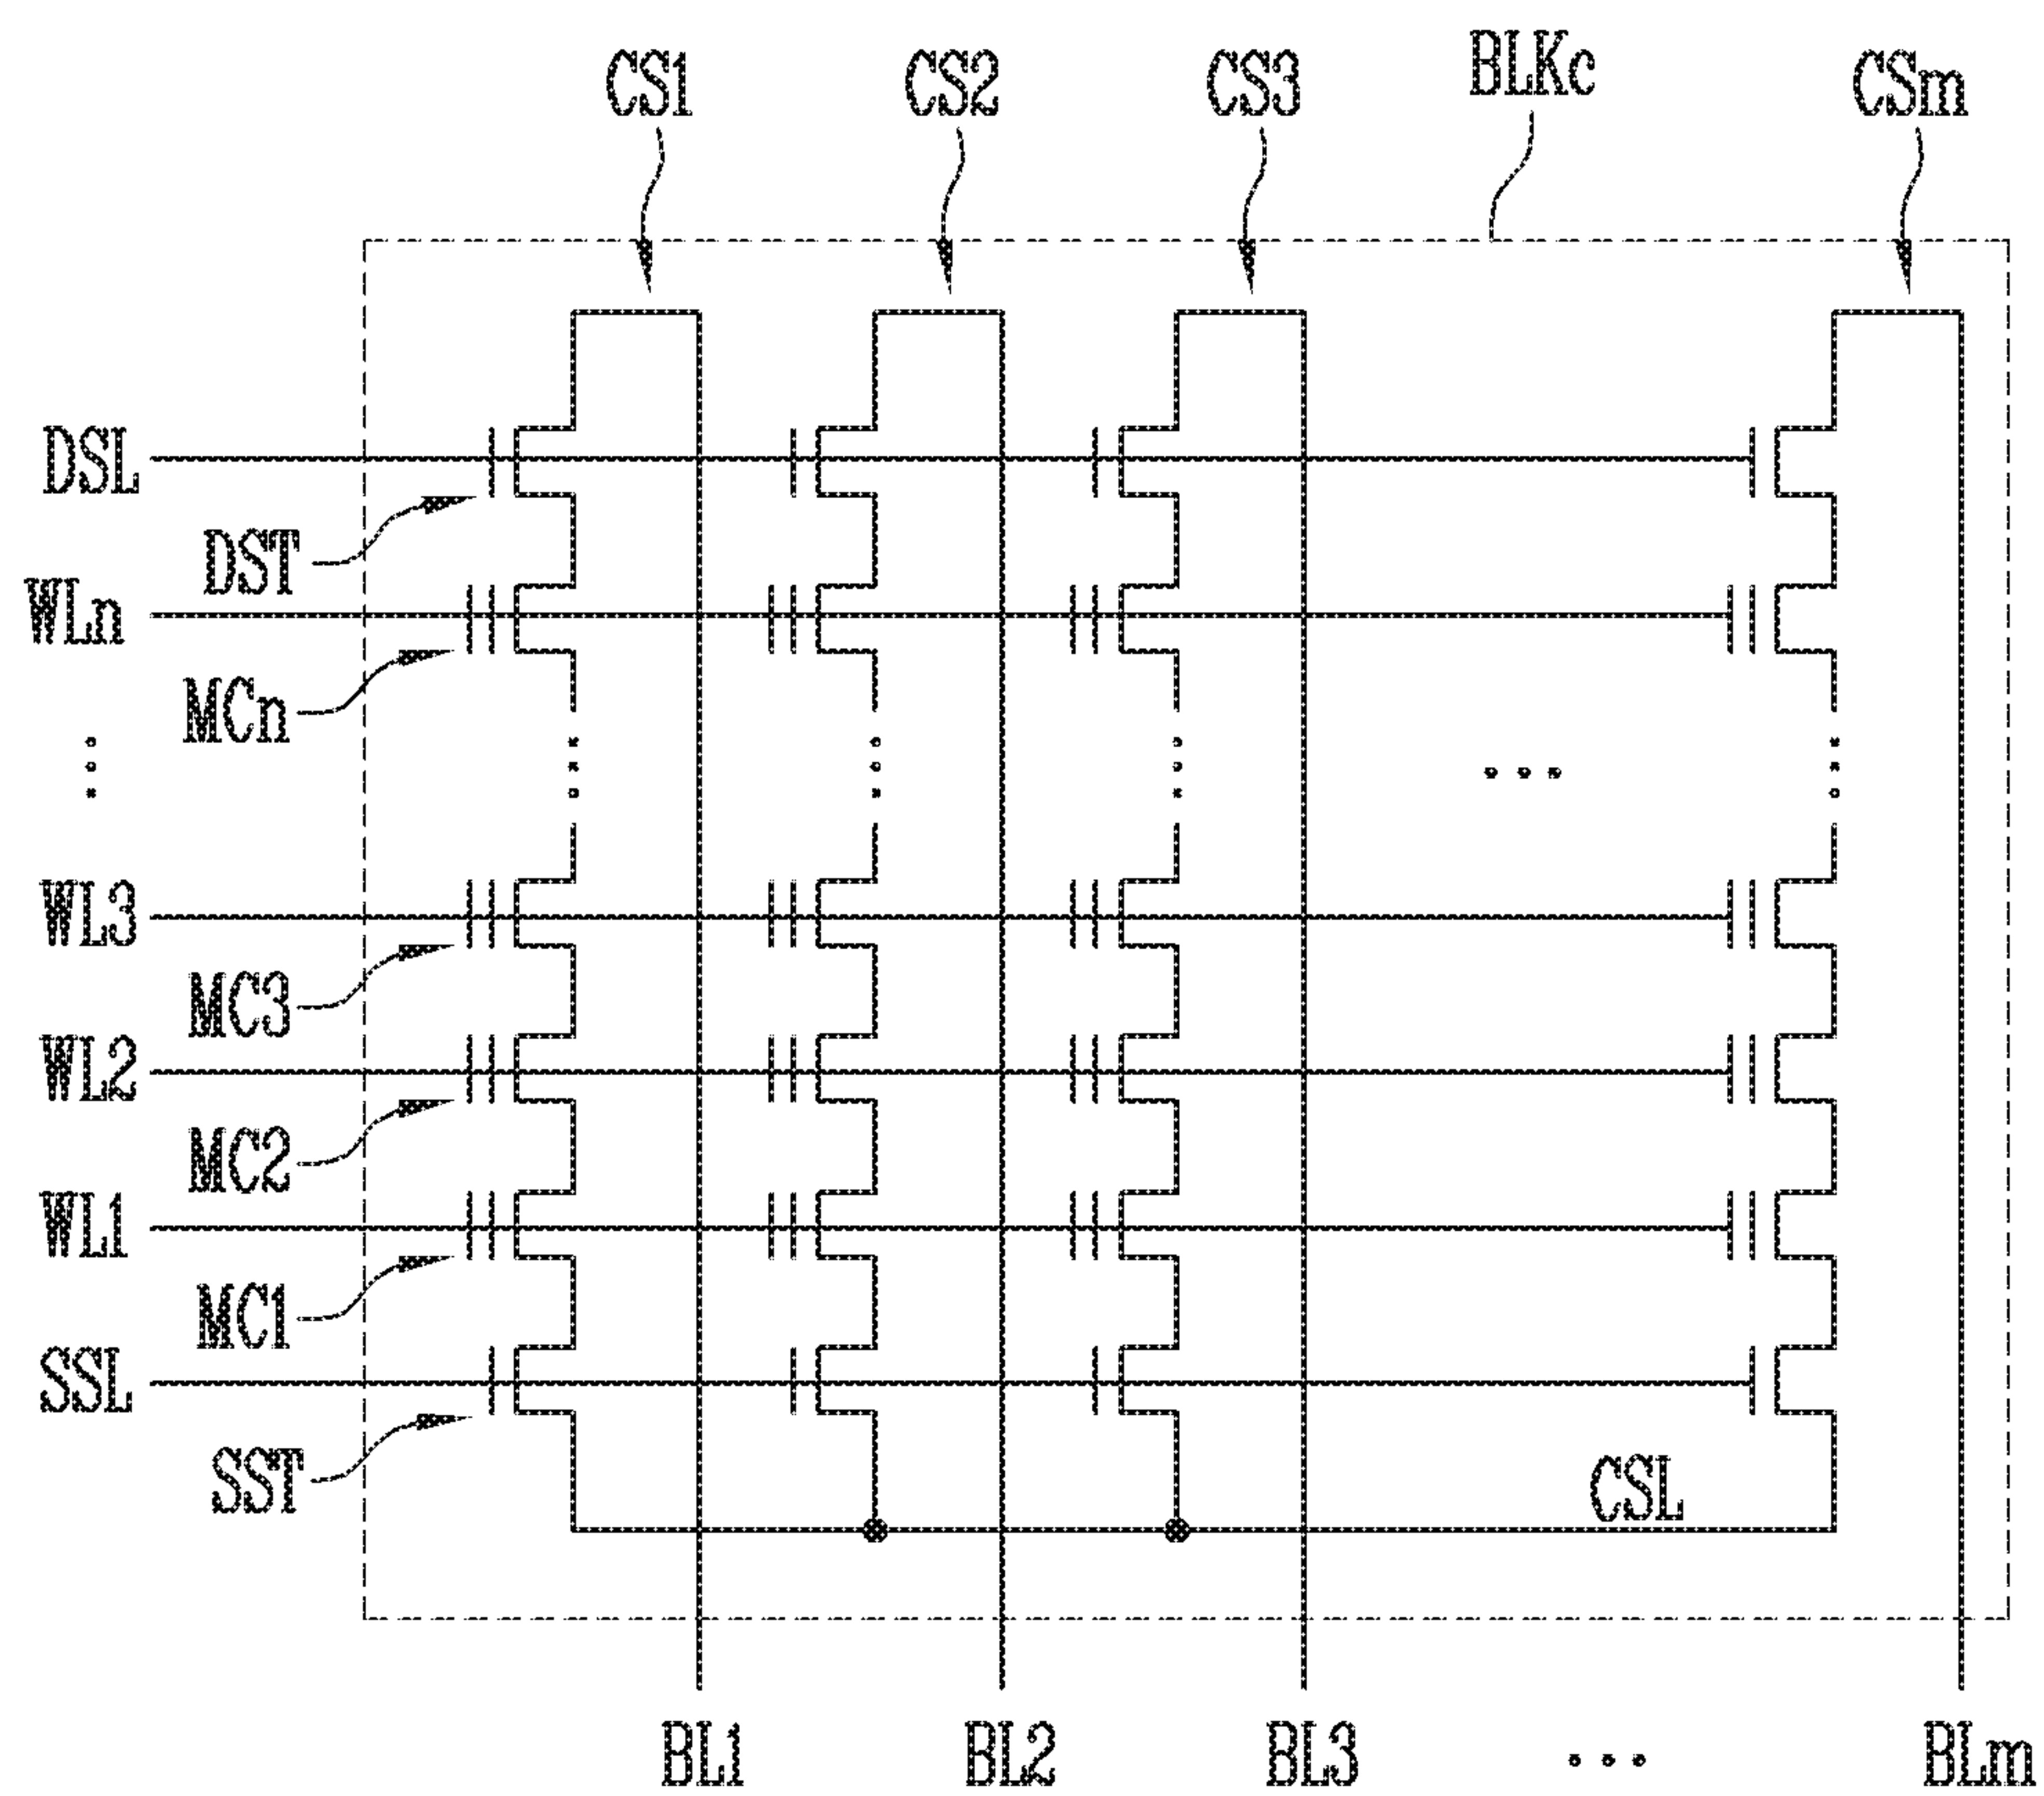 CS1 CS2 CS3 BLKc CSm
DSL
DST
WLn
MCn
WL3
MC3
WL2
MC2
WL1
MC1
SSL
SST
CSL
BL1 BL2 BL3 ... BLm